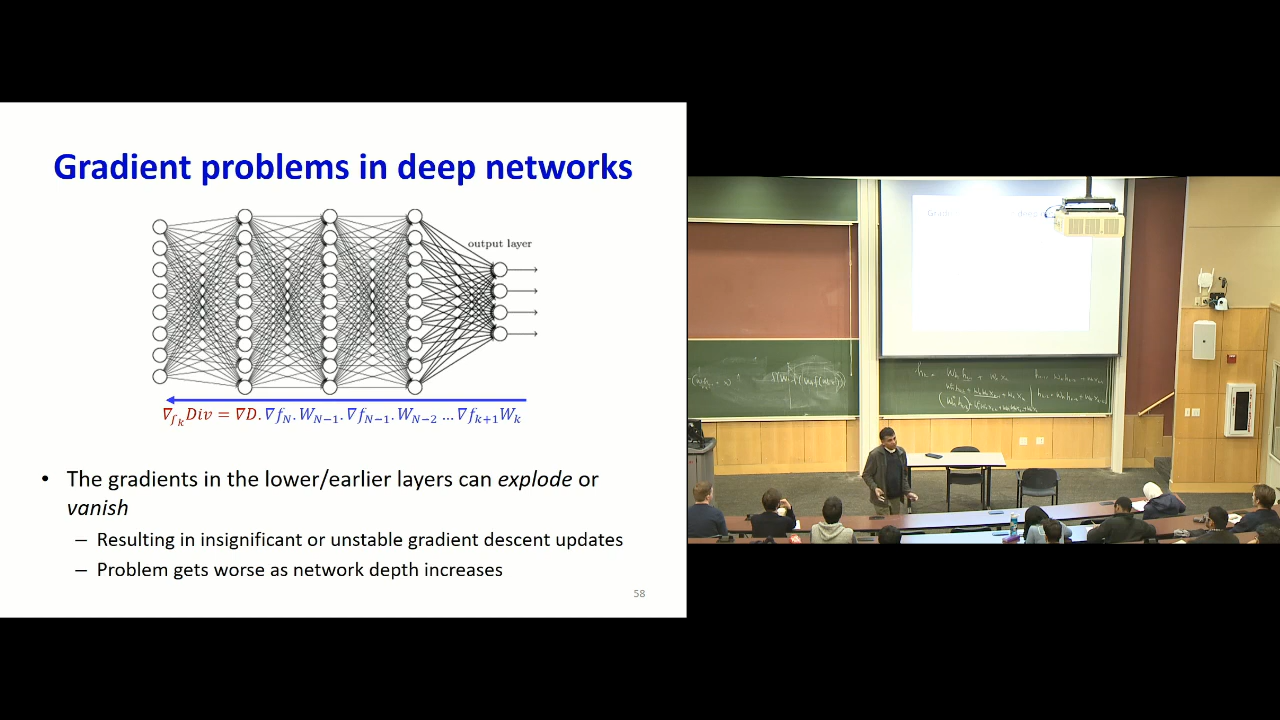 Gradient problems in deep networks
output layer
∇_{f_k}Div = ∇D.∇f_N.W_{N−1}.∇f_{N−1}.W_{N−2} … ∇f_{k+1}W_k
• The gradients in the lower/earlier layers can explode or
vanish
– Resulting in insignificant or unstable gradient descent updates
– Problem gets worse as network depth increases
58